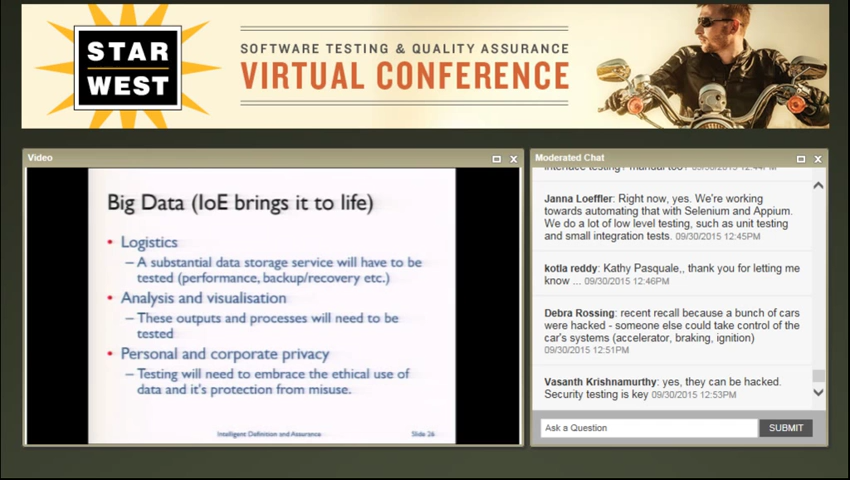 STAR
WEST
SOFTWARE TESTING & QUALITY ASSURANCE
VIRTUAL CONFERENCE
Video
Big Data (IoE brings it to life)
• Logistics
– A substantial data storage service will have to be
tested (performance, backup/recovery etc.)
• Analysis and visualisation
– These outputs and processes will need to be
tested
• Personal and corporate privacy
– Testing will need to embrace the ethical use of
data and it's protection from misuse.
Intelligent Definition and Assurance
Slide 26
Moderated Chat
Janna Loeffler: Right now, yes. We're working
towards automating that with Selenium and Appium.
We do a lot of low level testing, such as unit testing
and small integration tests. 09/30/2015 12:45PM
kotla reddy: Kathy Pasquale,, thank you for letting me
know ... 09/30/2015 12:46PM
Debra Rossing: recent recall because a bunch of cars
were hacked - someone else could take control of the
car's systems (accelerator, braking, ignition)
09/30/2015 12:51PM
Vasanth Krishnamurthy: yes, they can be hacked.
Security testing is key 09/30/2015 12:53PM
Ask a Question
SUBMIT